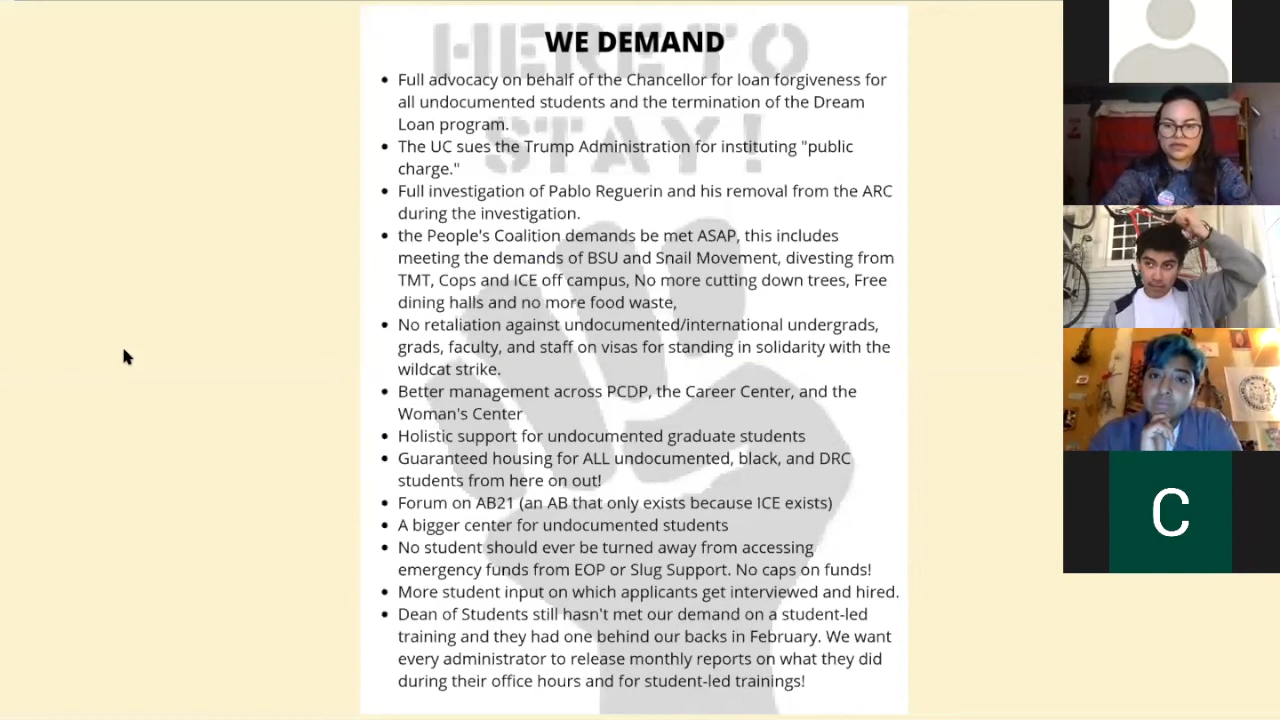 HERE TO
STAY!
WE DEMAND
• Full advocacy on behalf of the Chancellor for loan forgiveness for
all undocumented students and the termination of the Dream
Loan program.
• The UC sues the Trump Administration for instituting "public
charge."
• Full investigation of Pablo Reguerin and his removal from the ARC
during the investigation.
• the People's Coalition demands be met ASAP, this includes
meeting the demands of BSU and Snail Movement, divesting from
TMT, Cops and ICE off campus, No more cutting down trees, Free
dining halls and no more food waste,
• No retaliation against undocumented/international undergrads,
grads, faculty, and staff on visas for standing in solidarity with the
wildcat strike.
• Better management across PCDP, the Career Center, and the
Woman's Center
• Holistic support for undocumented graduate students
• Guaranteed housing for ALL undocumented, black, and DRC
students from here on out!
• Forum on AB21 (an AB that only exists because ICE exists)
• A bigger center for undocumented students
• No student should ever be turned away from accessing
emergency funds from EOP or Slug Support. No caps on funds!
• More student input on which applicants get interviewed and hired.
• Dean of Students still hasn't met our demand on a student-led
training and they had one behind our backs in February. We want
every administrator to release monthly reports on what they did
during their office hours and for student-led trainings!
C